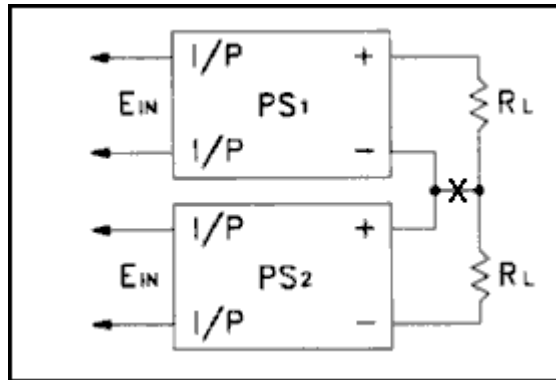 I/P +
EIN PS1 RL
I/P -
X
I/P +
EIN PS2 RL
I/P -